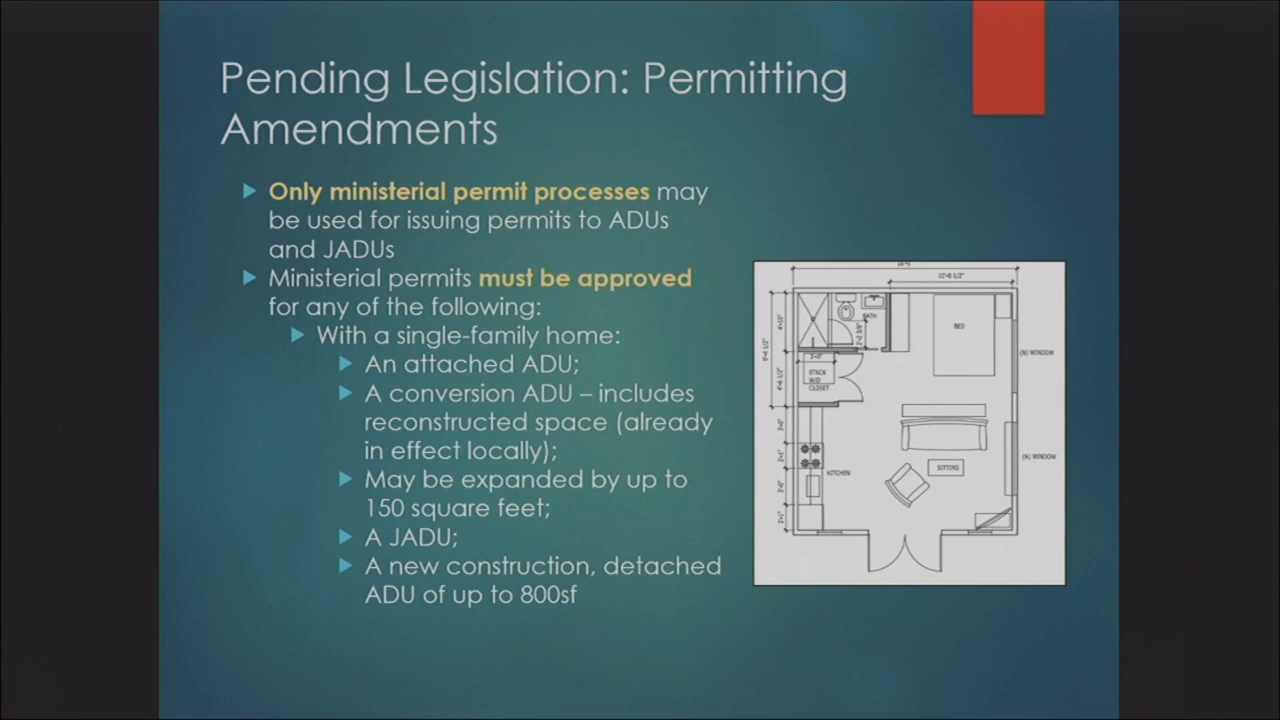 Pending Legislation: Permitting
Amendments
Only ministerial permit processes may
be used for issuing permits to ADUs
and JADUs
Ministerial permits must be approved
for any of the following:
With a single-family home:
An attached ADU;
A conversion ADU – includes
reconstructed space (already
in effect locally);
May be expanded by up to
150 square feet;
A JADU;
A new construction, detached
ADU of up to 800sf
BATH
BED
(N) WINDOW
STACK
W/D
CLOSET
(N) WINDOW
SITTING
KITCHEN